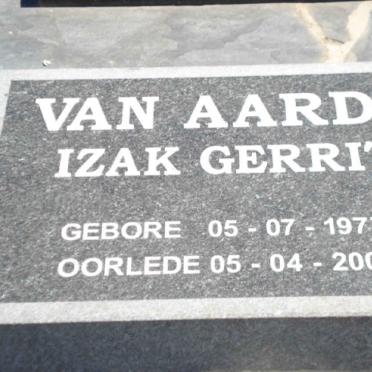 VAN AARD
IZAK GERRIT
GEBORE 05 - 07 - 197
OORLEDE 05 - 04 - 200